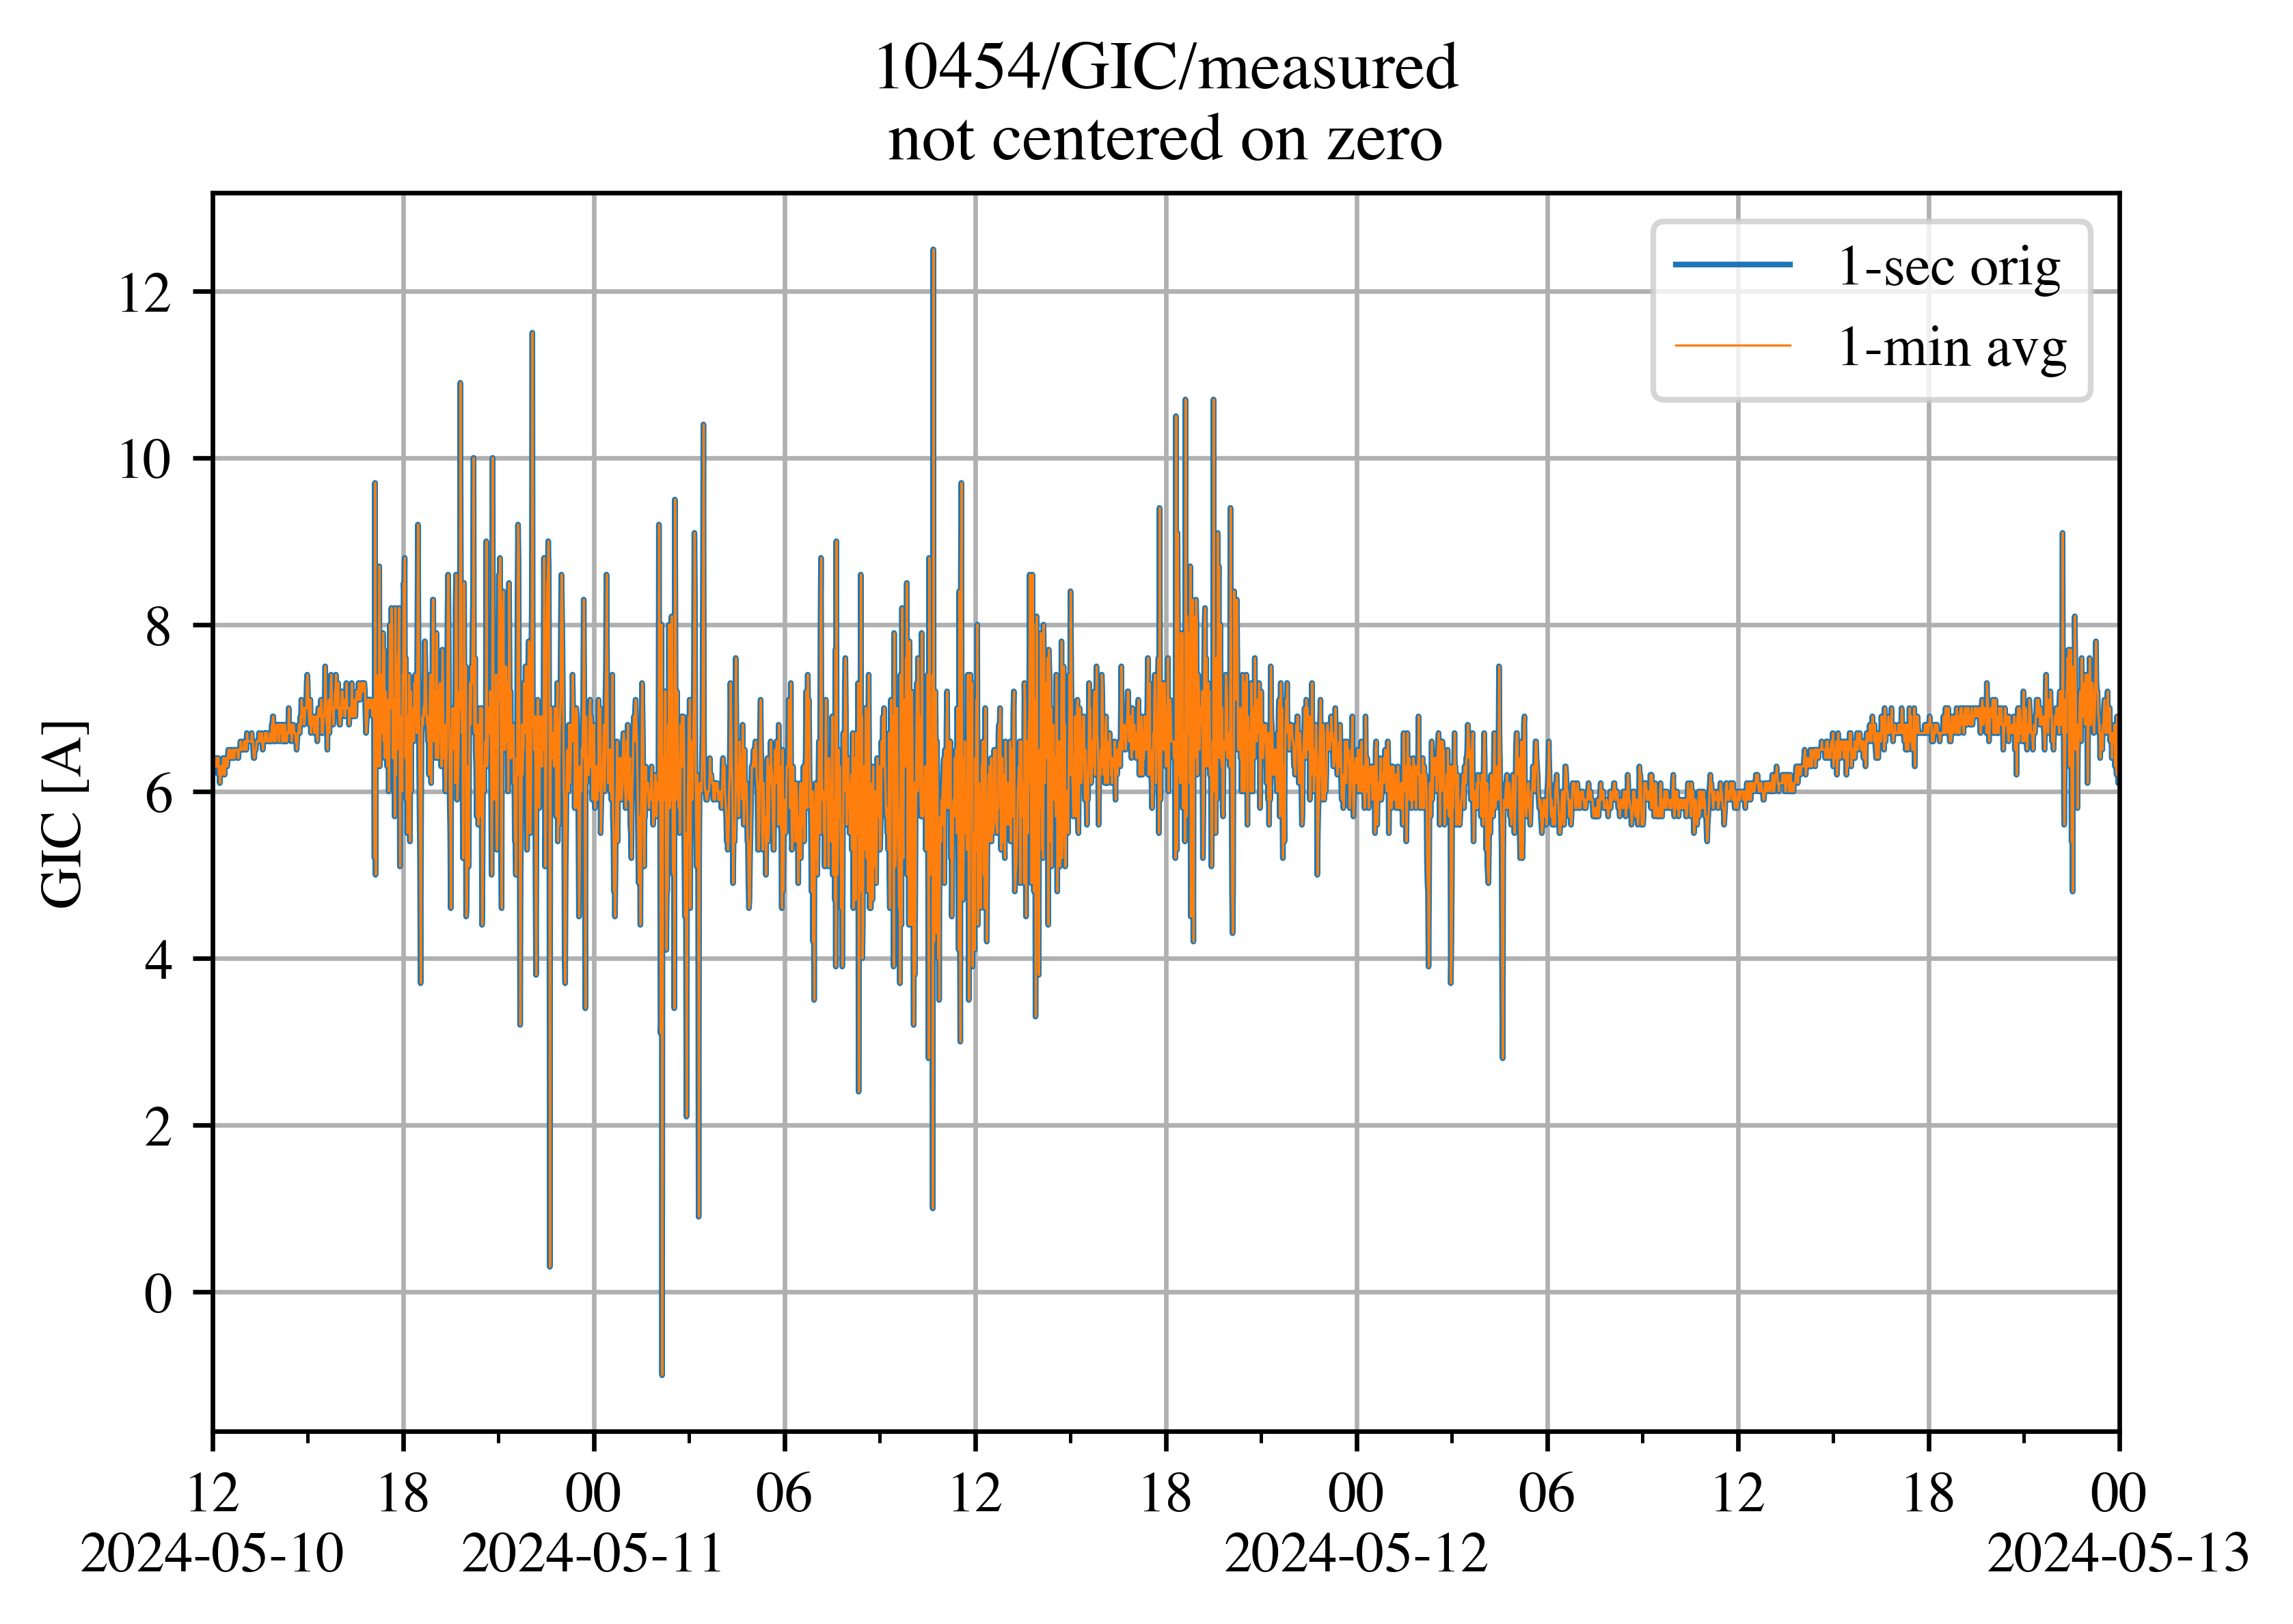 10454/GIC/measured
not centered on zero
1-sec orig
1-min avg
GIC [A]
12
10
8
6
4
2
0
12 18 00 06 12 18 00 06 12 18 00
2024-05-10 2024-05-11 2024-05-12 2024-05-13